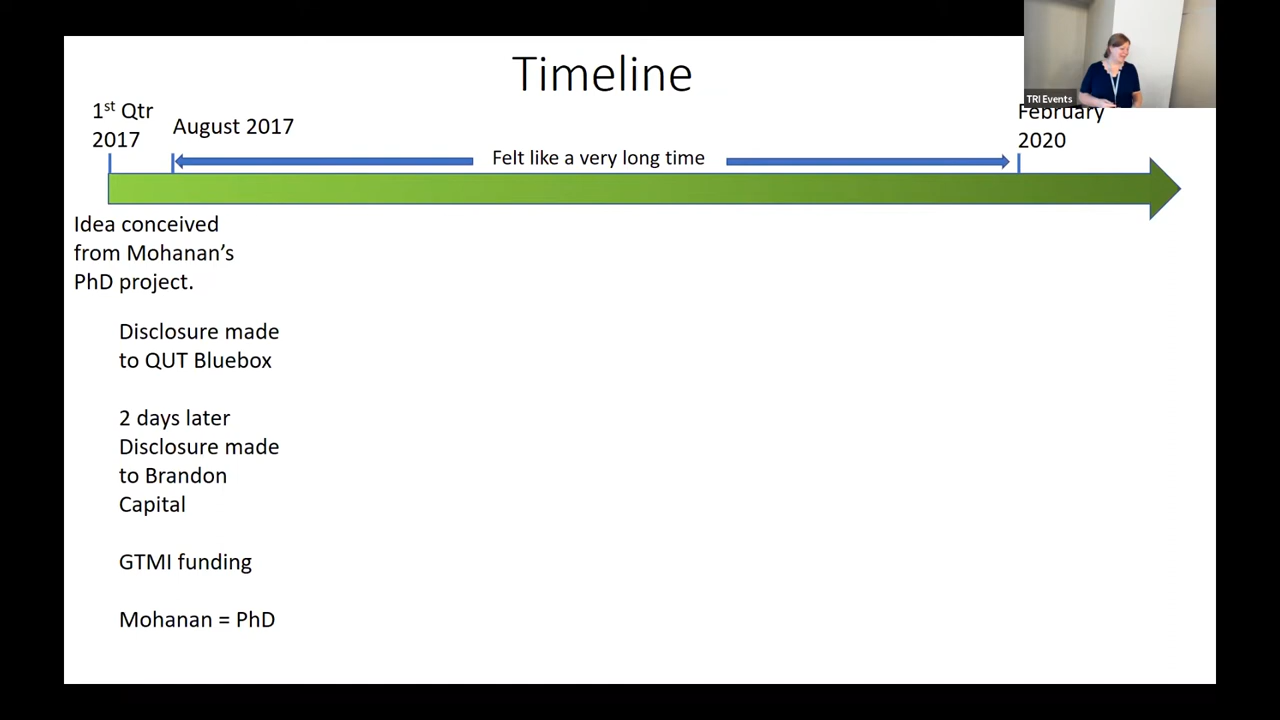 Timeline
1st Qtr
2017
August 2017
Felt like a very long time
February
2020
TRI Events
Idea conceived
from Mohanan’s
PhD project.
Disclosure made
to QUT Bluebox
2 days later
Disclosure made
to Brandon
Capital
GTMI funding
Mohanan = PhD